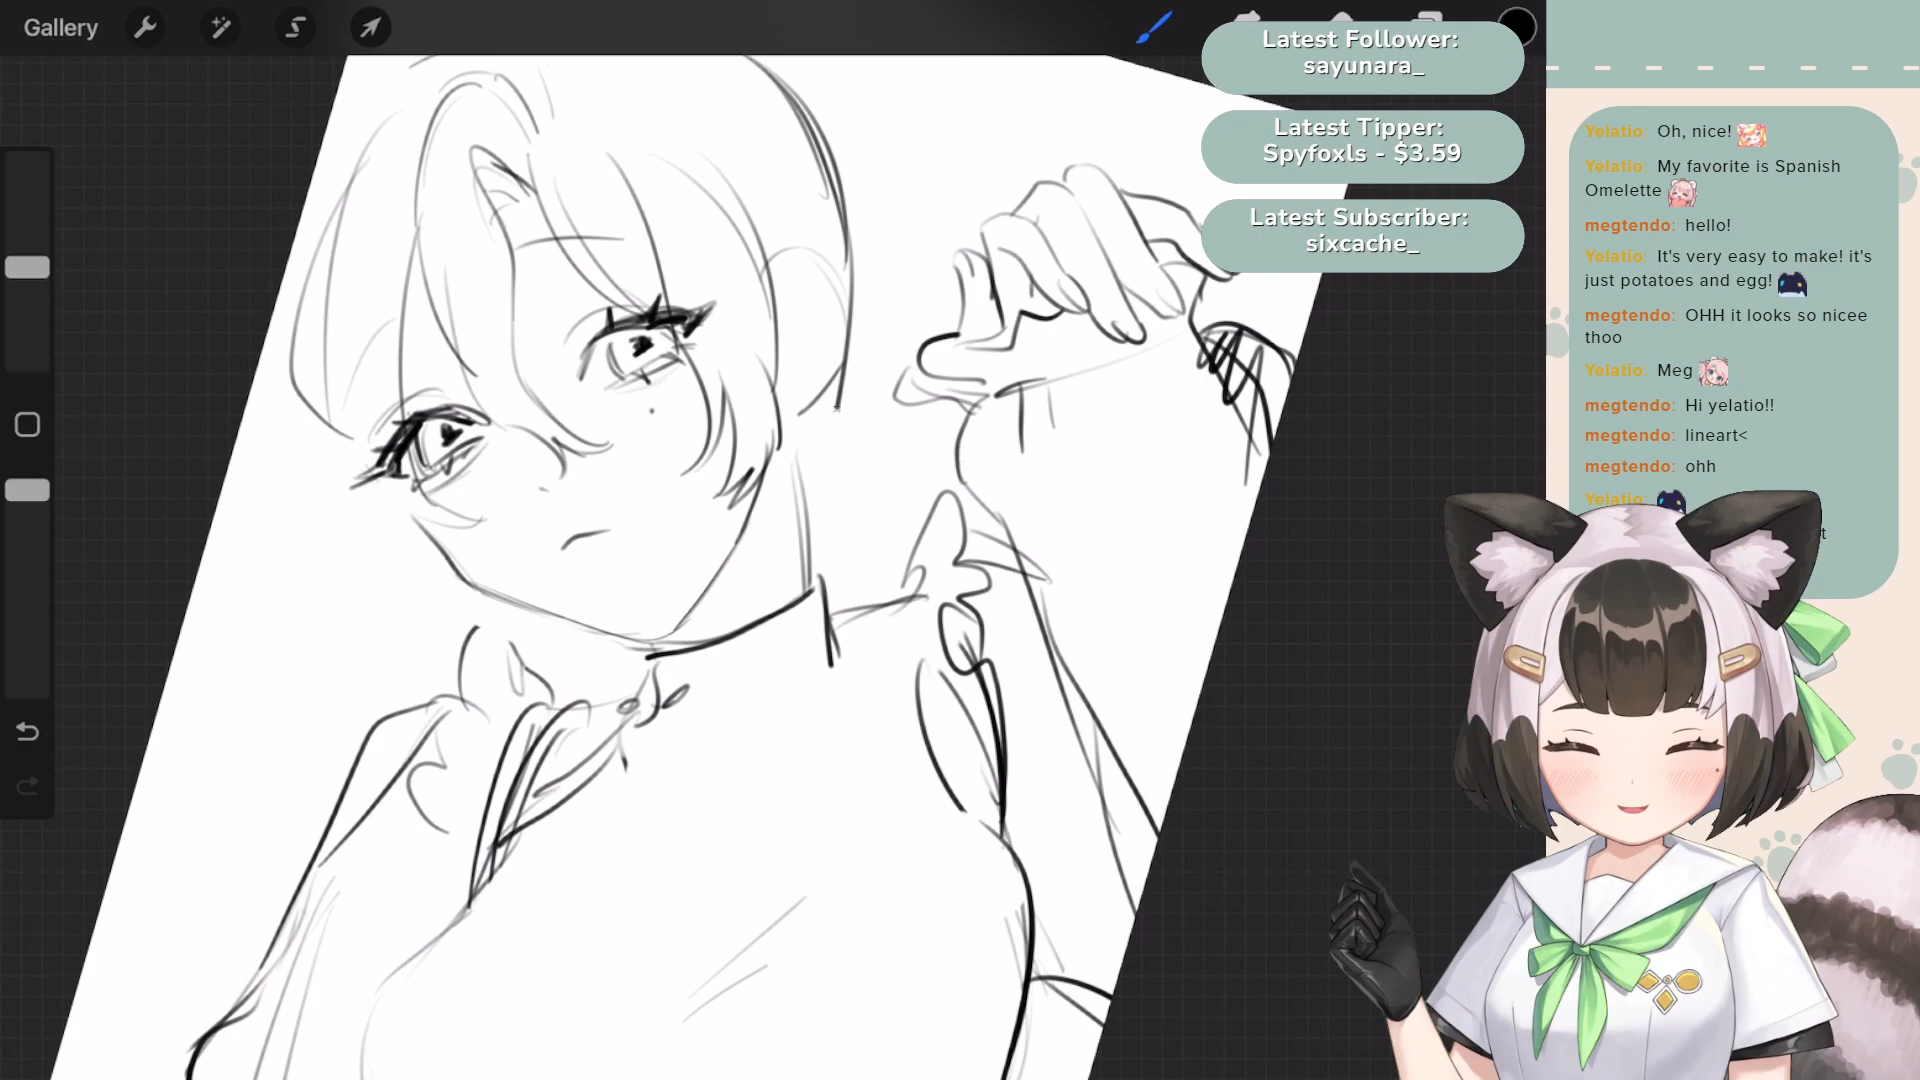 Gallery
Latest Follower:
sayunara_
Latest Tipper:
Spyfoxls - $3.59
Latest Subscriber:
sixcache_
Yelatio: Oh, nice!
Yelatio: My favorite is Spanish
Omelette
megtendo: hello!
Yelatio: It's very easy to make! it's
just potatoes and egg!
megtendo: OHH it looks so nicee
thoo
Yelatio: Meg
megtendo: Hi yelatio!!
megtendo: lineart<
megtendo: ohh
Yelatio: